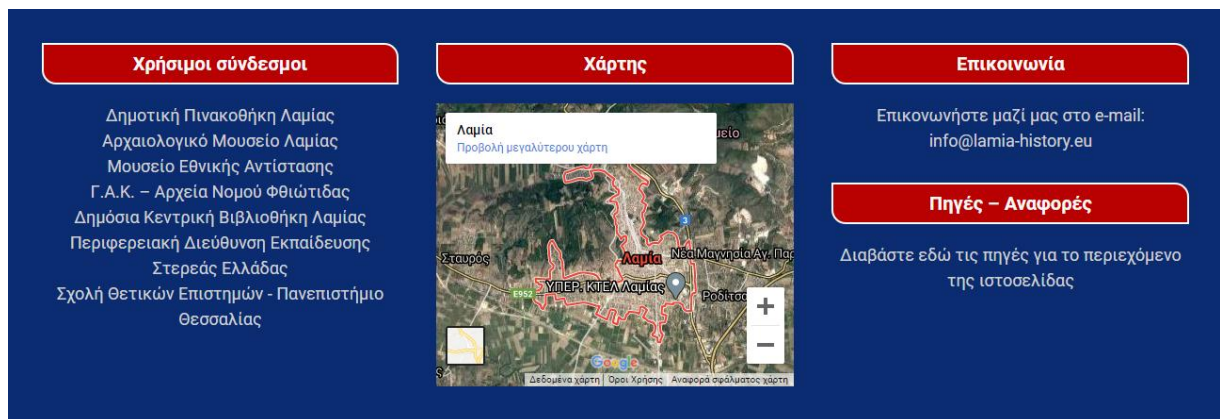 Χρήσιμοι σύνδεσμοι
Δημοτική Πινακοθήκη Λαμίας
Αρχαιολογικό Μουσείο Λαμίας
Μουσείο Εθνικής Αντίστασης
Γ.Α.Κ. – Αρχεία Νομού Φθιώτιδας
Δημόσια Κεντρική Βιβλιοθήκη Λαμίας
Περιφερειακή Διεύθυνση Εκπαίδευσης
Στερεάς Ελλάδας
Σχολή Θετικών Επιστημών - Πανεπιστήμιο
Θεσσαλίας
Χάρτης
Λαμία
Προβολή μεγαλύτερου χάρτη
3
Σταυρός
Λαμία
Νέα Μαγνησία
Αγ. Παρ
E952
ΥΠΕΡ. ΚΤΕΛ Λαμίας
Ροδίτσα
+
−
Google
Δεδομένα χάρτη
Όροι Χρήσης
Αναφορά σφάλματος χάρτη
Επικοινωνία
Επικονωνήστε μαζί μας στο e-mail:
info@lamia-history.eu
Πηγές – Αναφορές
Διαβάστε εδώ τις πηγές για το περιεχόμενο
της ιστοσελίδας